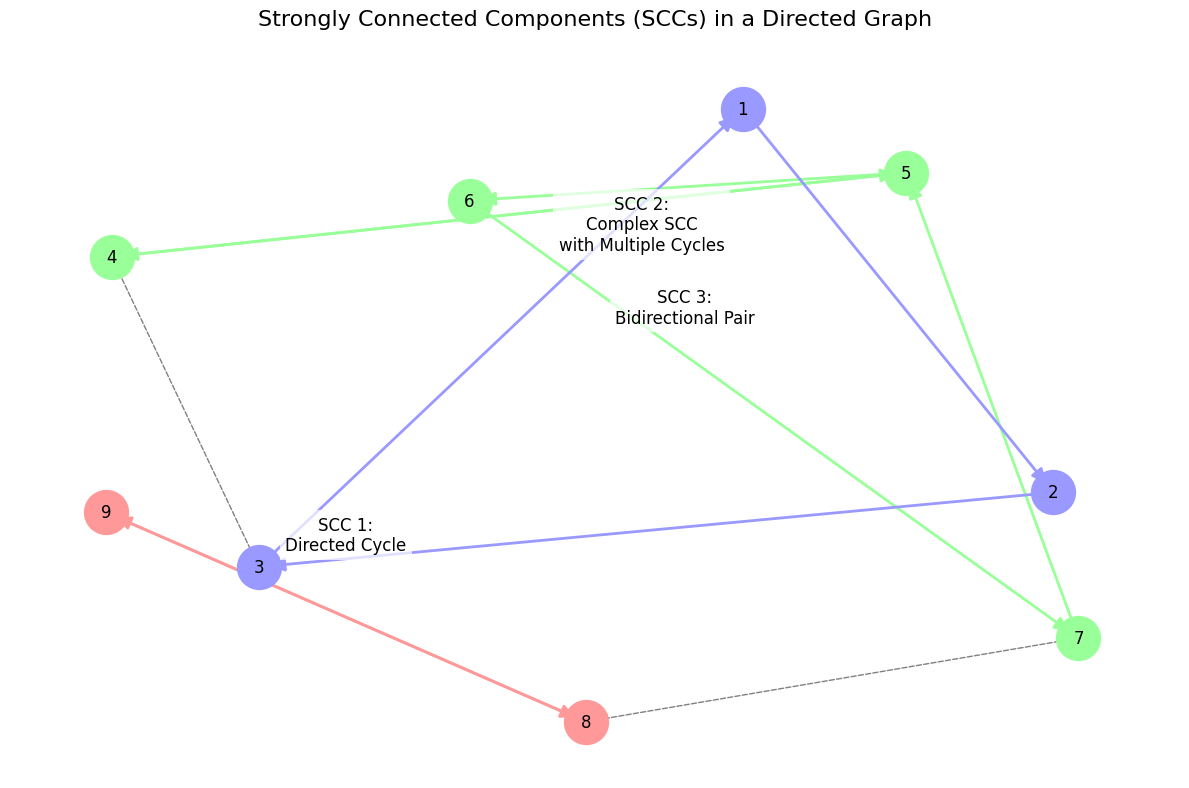 Strongly Connected Components (SCCs) in a Directed Graph
1
5
6
SCC 2:
Complex SCC
with Multiple Cycles
4
SCC 3:
Bidirectional Pair
2
9
SCC 1:
Directed Cycle
3
7
8